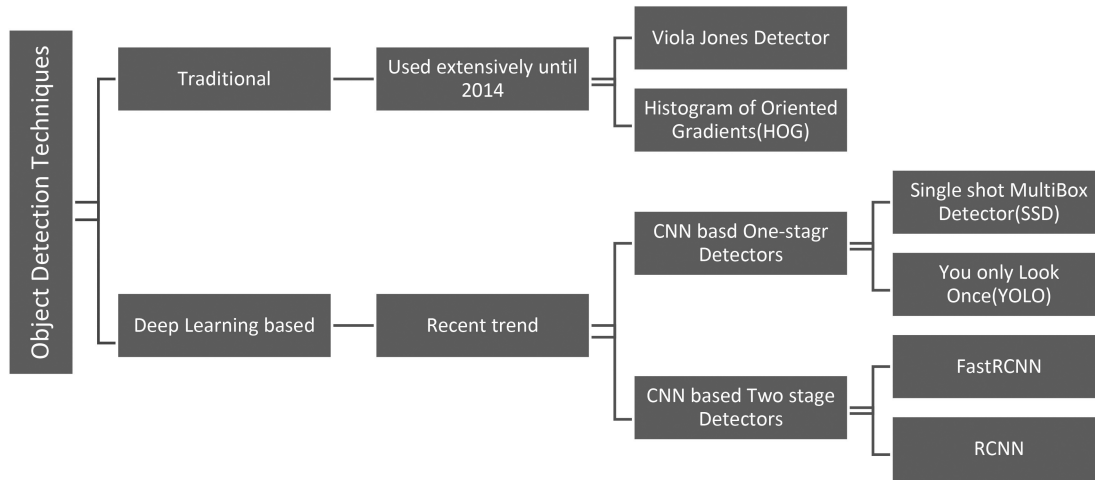 Object Detection Techniques
Traditional
Used extensively until
2014
Viola Jones Detector
Histogram of Oriented
Gradients(HOG)
Deep Learning based
Recent trend
CNN basd One-stagr
Detectors
Single shot MultiBox
Detector(SSD)
You only Look
Once(YOLO)
CNN based Two stage
Detectors
FastRCNN
RCNN